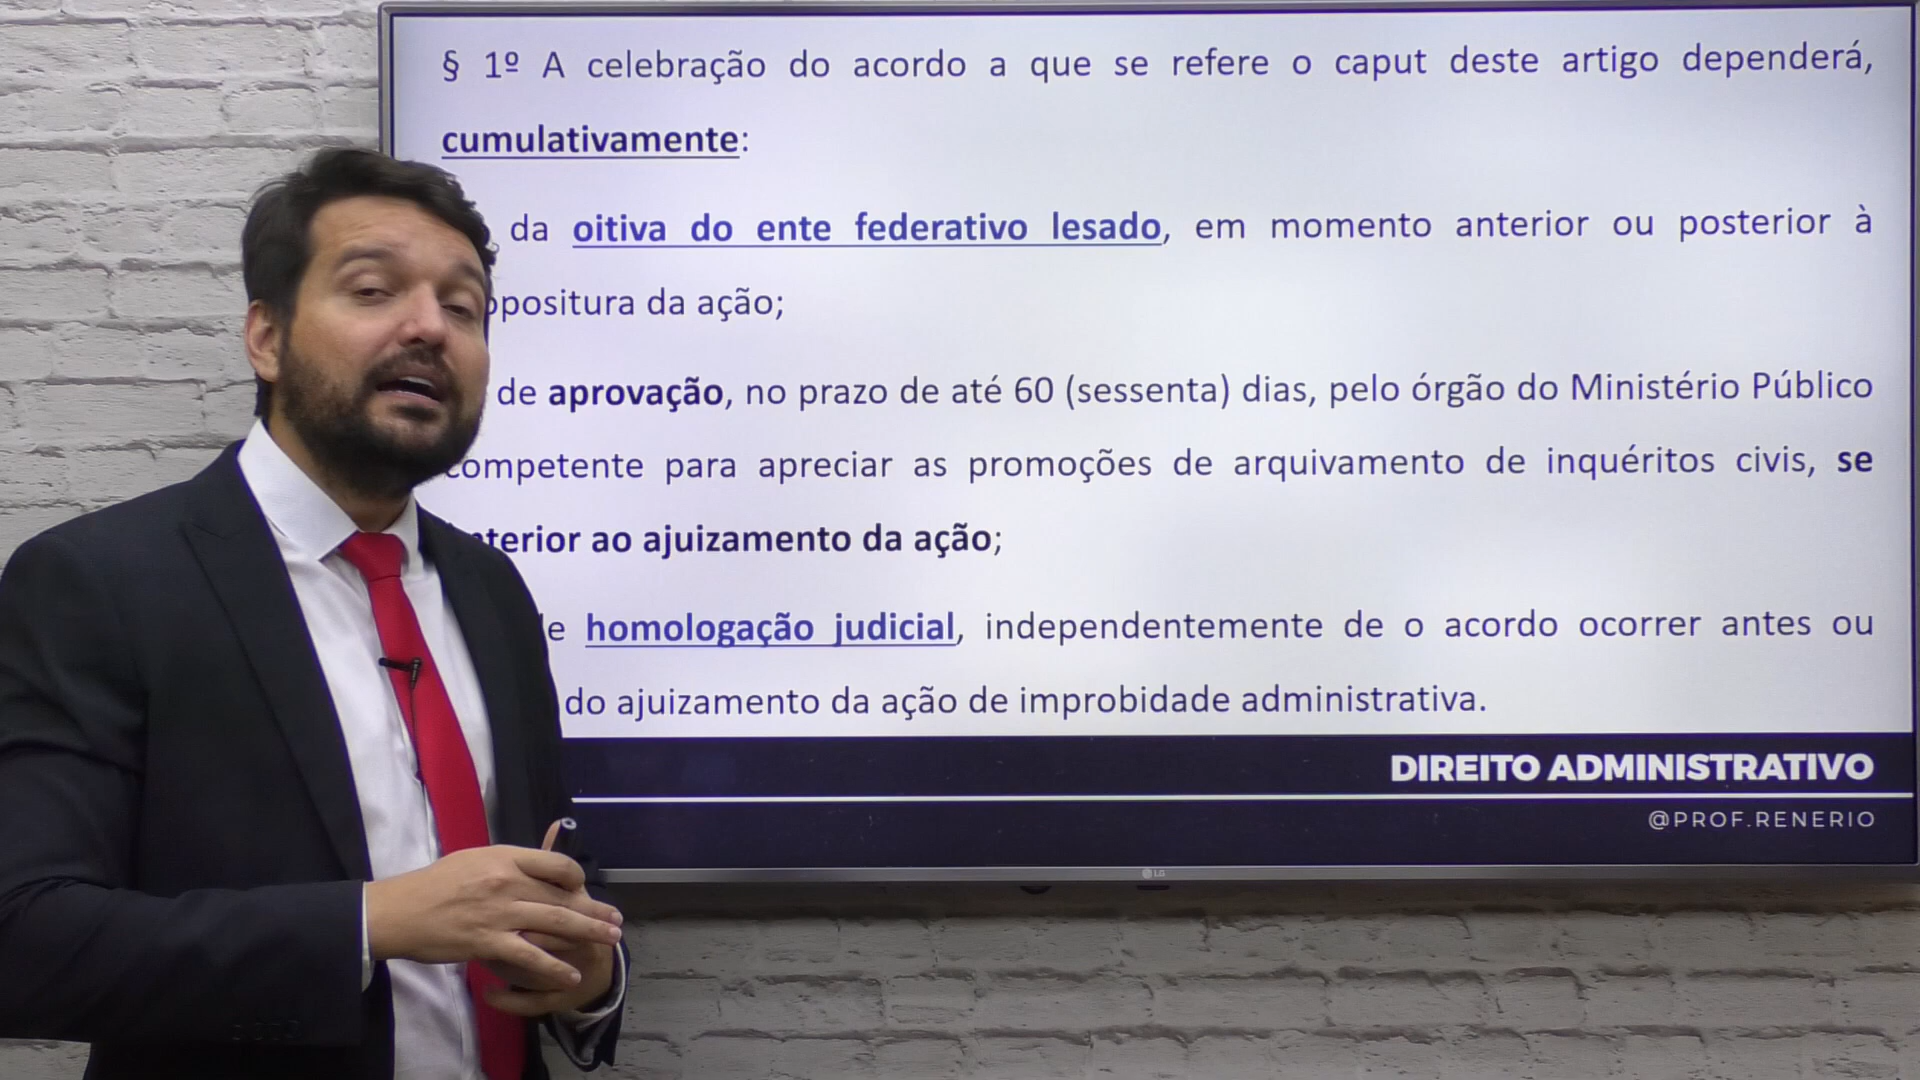 § 1º A celebração do acordo a que se refere o caput deste artigo dependerá,
cumulativamente:
da oitiva do ente federativo lesado, em momento anterior ou posterior à
opositura da ação;
de aprovação, no prazo de até 60 (sessenta) dias, pelo órgão do Ministério Público
competente para apreciar as promoções de arquivamento de inquéritos civis, se
anterior ao ajuizamento da ação;
e homologação judicial, independentemente de o acordo ocorrer antes ou
do ajuizamento da ação de improbidade administrativa.
DIREITO ADMINISTRATIVO
@PROF.RENERIO
LG